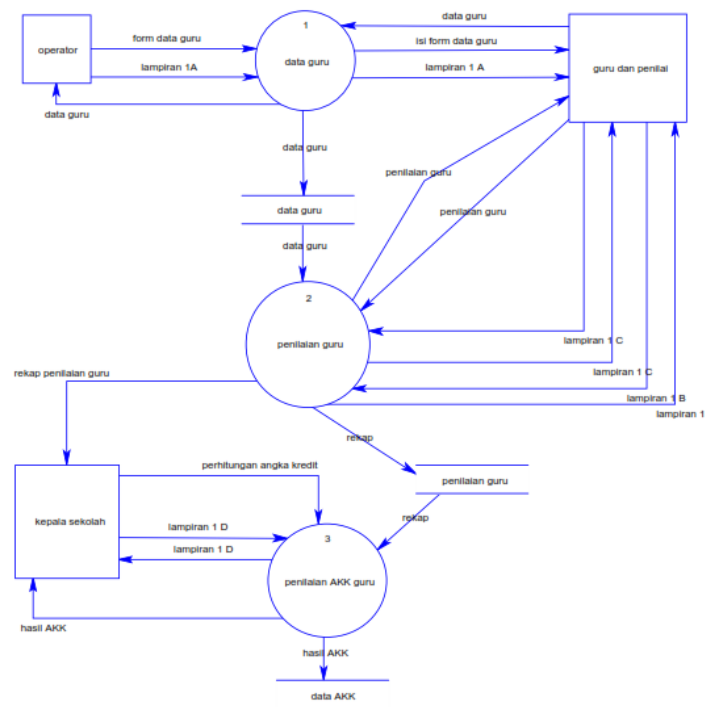 data guru
1
form data guru
isi form data guru
operator
data guru
guru dan penilai
lampiran 1A
lampiran 1 A
data guru
data guru
penilaian guru
data guru
penilaian guru
data guru
2
penilaian guru
lampiran 1 C
lampiran 1 C
rekap penilaian guru
lampiran 1 B
lampiran 1
rekap
perhitungan angka kredit
penilaian guru
kepala sekolah
lampiran 1 D
rekap
3
lampiran 1 D
penilaian AKK guru
hasil AKK
hasil AKK
data AKK